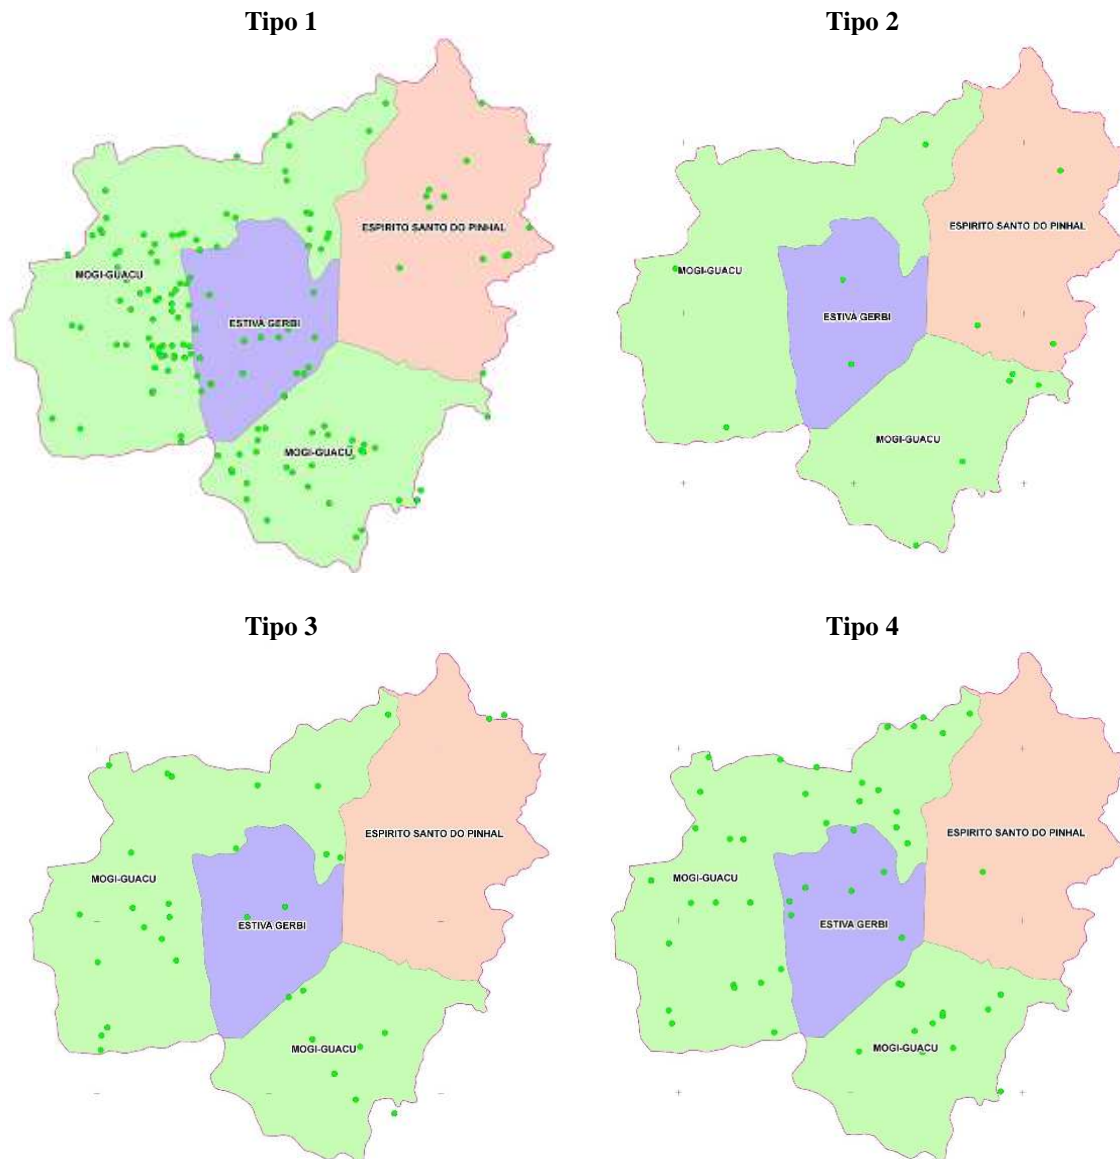 Tipo 1
Tipo 2
ESPIRITO SANTO DO PINHAL
MOGI-GUACU
ESTIVA GERBI
MOGI-GUACU
ESPIRITO SANTO DO PINHAL
MOGI-GUACU
ESTIVA GERBI
MOGI-GUACU
Tipo 3
Tipo 4
ESPIRITO SANTO DO PINHAL
MOGI-GUACU
ESTIVA GERBI
MOGI-GUACU
ESPIRITO SANTO DO PINHAL
MOGI-GUACU
ESTIVA GERBI
MOGI-GUACU